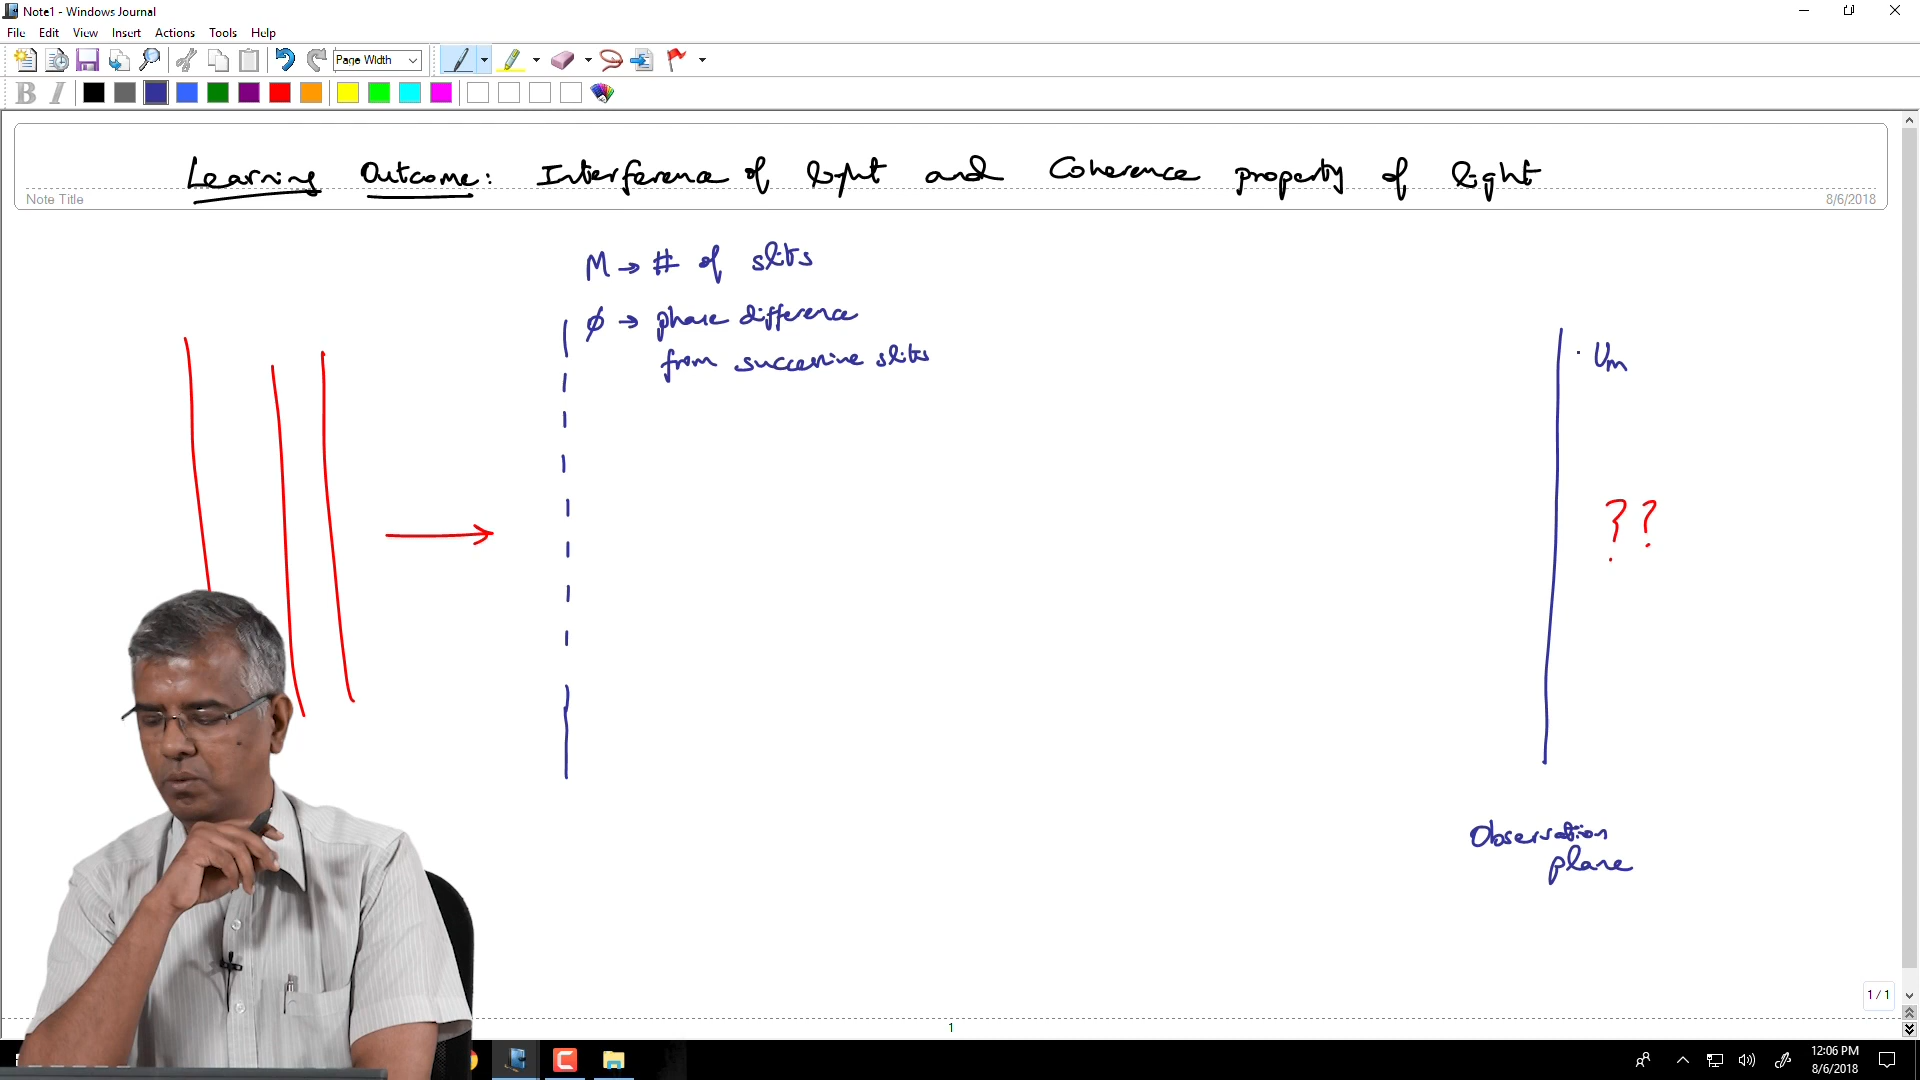 Note1 - Windows Journal
File Edit View Insert Actions Tools Help
Page Width
B I
Learning Outcome: Interference of light and Coherence property of light
Note Title
8/6/2018
M → # of slits
φ → phase difference
from successive slits
Um
??
Observation
plane
1 / 1
1
12:06 PM
8/6/2018